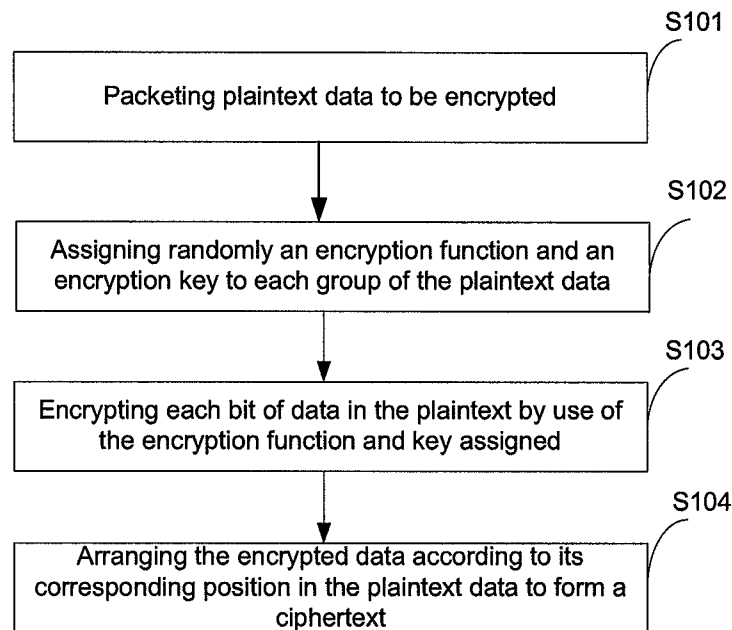 S101
Packeting plaintext data to be encrypted
S102
Assigning randomly an encryption function and an
encryption key to each group of the plaintext data
S103
Encrypting each bit of data in the plaintext by use of
the encryption function and key assigned
S104
Arranging the encrypted data according to its
corresponding position in the plaintext data to form a
ciphertext